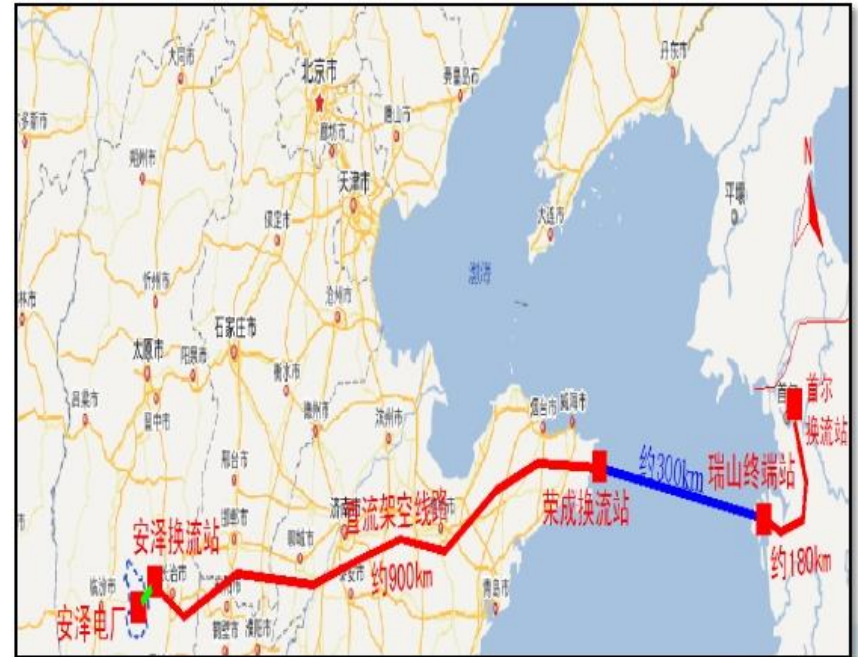 大同市
北京市
秦皇岛市
丹东市
唐山市
廊坊市
朔州市
天津市
平壤
N
保定市
大连市
渤海
忻州市
沧州市
林市
石家庄市
太原市
阳泉市
衡水市
吕梁市
晋中市
德州市
滨州市
烟台市
威海市
首尔
首尔
换流站
邢台市
约300km
瑞山终端站
荣成换流站
济南市
直流架空线路
安泽换流站
邯郸市
聊城市
约180km
长治市
临汾市
泰安市
约900km
青岛市
安泽电厂
鹤壁市
濮阳市